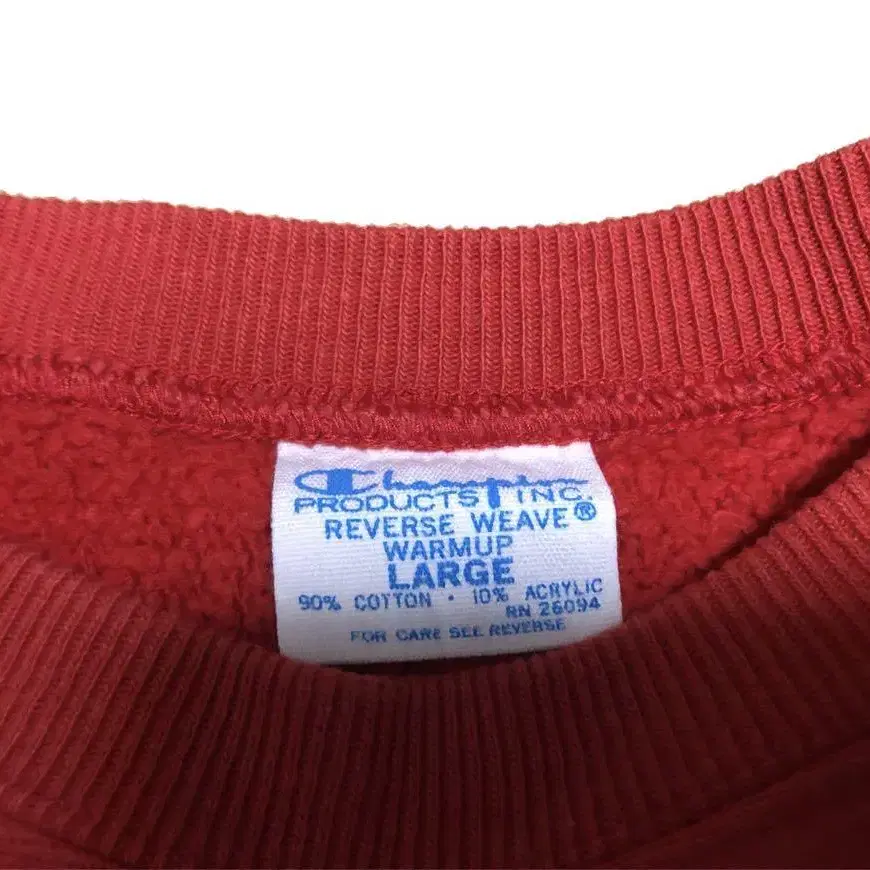 Champion
PRODUCTS INC.
REVERSE WEAVE®
WARMUP
LARGE
90% COTTON · 10% ACRYLIC
RN 26094
FOR CARE SEE REVERSE